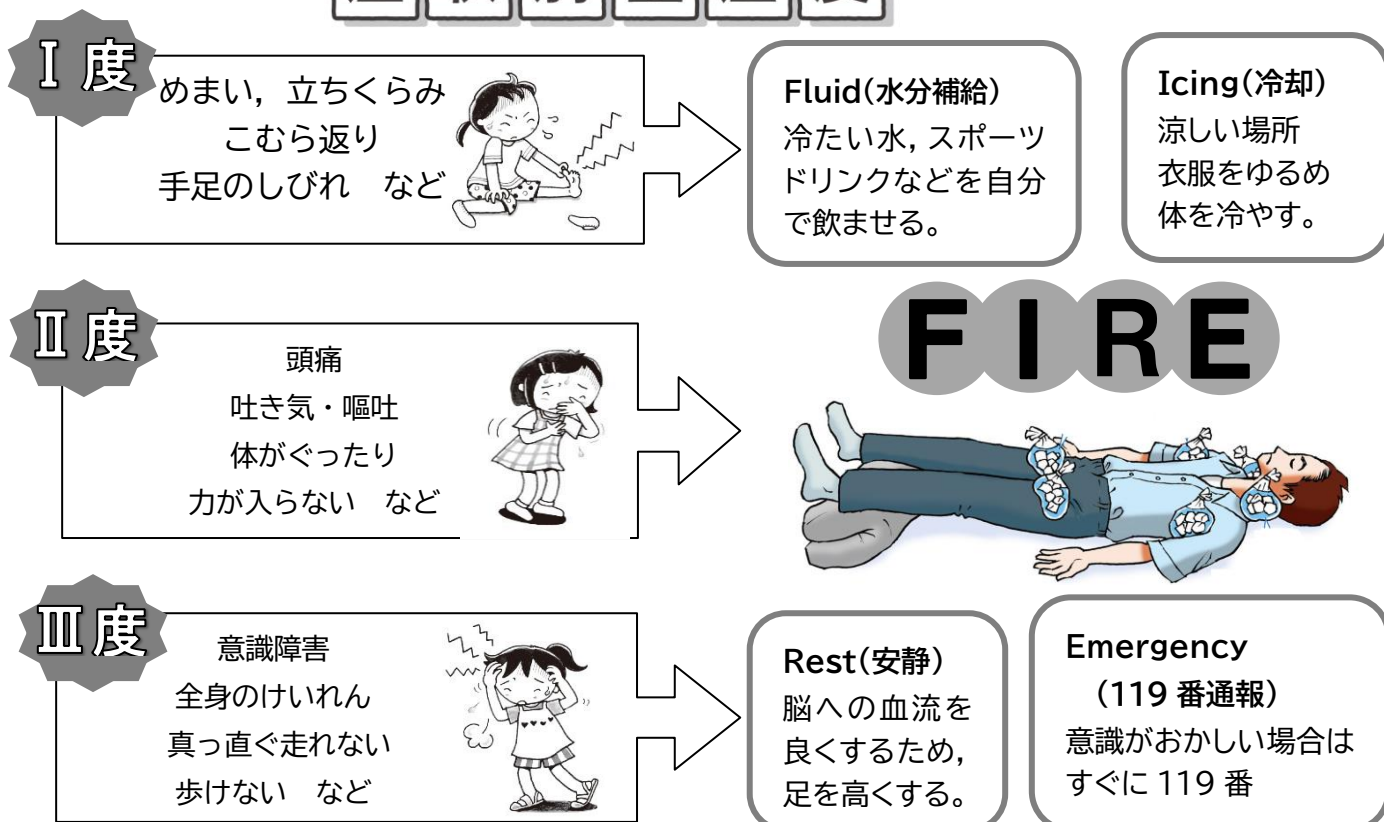 Ⅰ度
めまい，立ちくらみ
こむら返り
手足のしびれ　など
Fluid(水分補給)
冷たい水，スポーツ
ドリンクなどを自分
で飲ませる。
Icing(冷却)
涼しい場所
衣服をゆるめ
体を冷やす。
Ⅱ度
頭痛
吐き気・嘔吐
体がぐったり
力が入らない　など
FIRE
Ⅲ度
意識障害
全身のけいれん
真っ直ぐ走れない
歩けない　など
Rest(安静)
脳への血流を
良くするため，
足を高くする。
Emergency
（119 番通報）
意識がおかしい場合は
すぐに 119 番